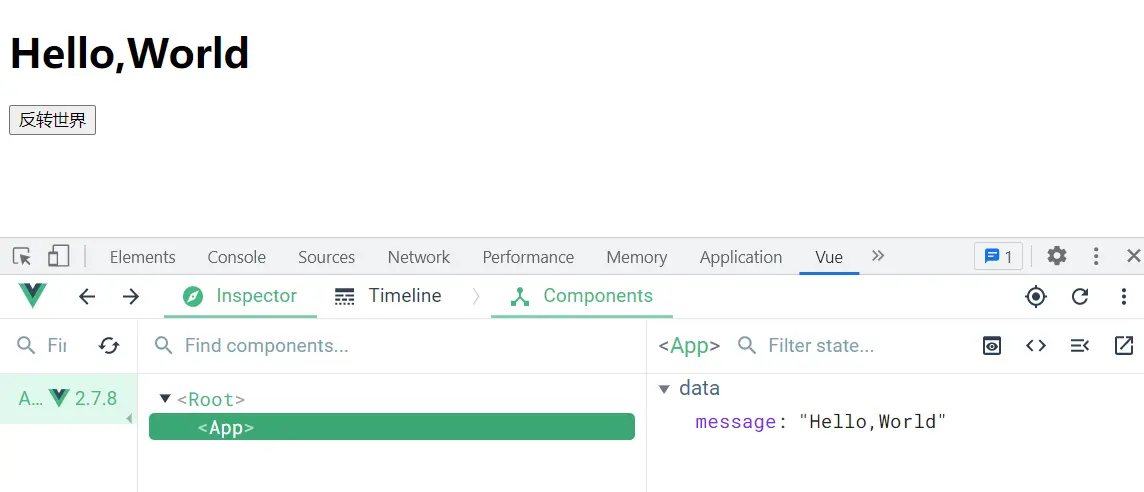 Hello,World
反转世界
Elements Console Sources Network Performance Memory Application Vue 1
Inspector Timeline Components
Fi Find components... <App> Filter state...
A... 2.7.8 <Root> data
<App> message: "Hello,World"